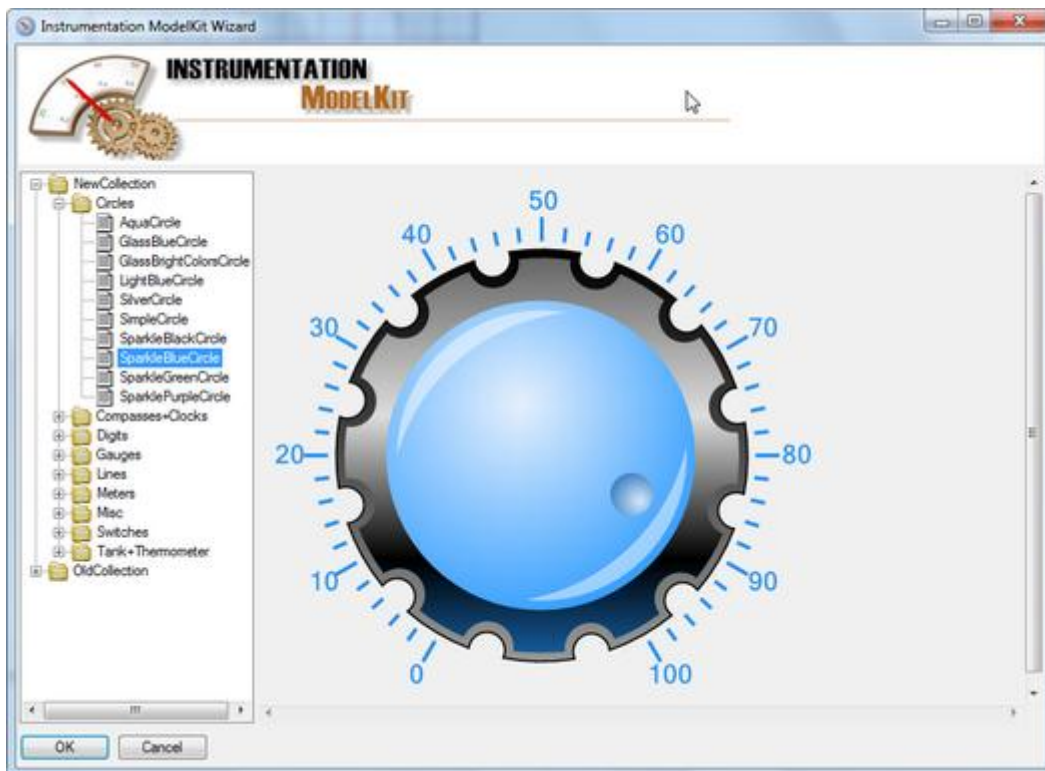 Instrumentation ModelKit Wizard
INSTRUMENTATION
MODELKIT
NewCollection
Circles
AquaCircle
GlassBlueCircle
GlassBrightColorsCircle
LightBlueCircle
SilverCircle
SimpleCircle
SparkleBlackCircle
SparkleBlueCircle
SparkleGreenCircle
SparklePurpleCircle
Compasses+Clocks
Digits
Gauges
Lines
Meters
Misc
Switches
Tank+Thermometer
OldCollection
50
40
60
30
70
20
80
10
90
0
100
OK
Cancel